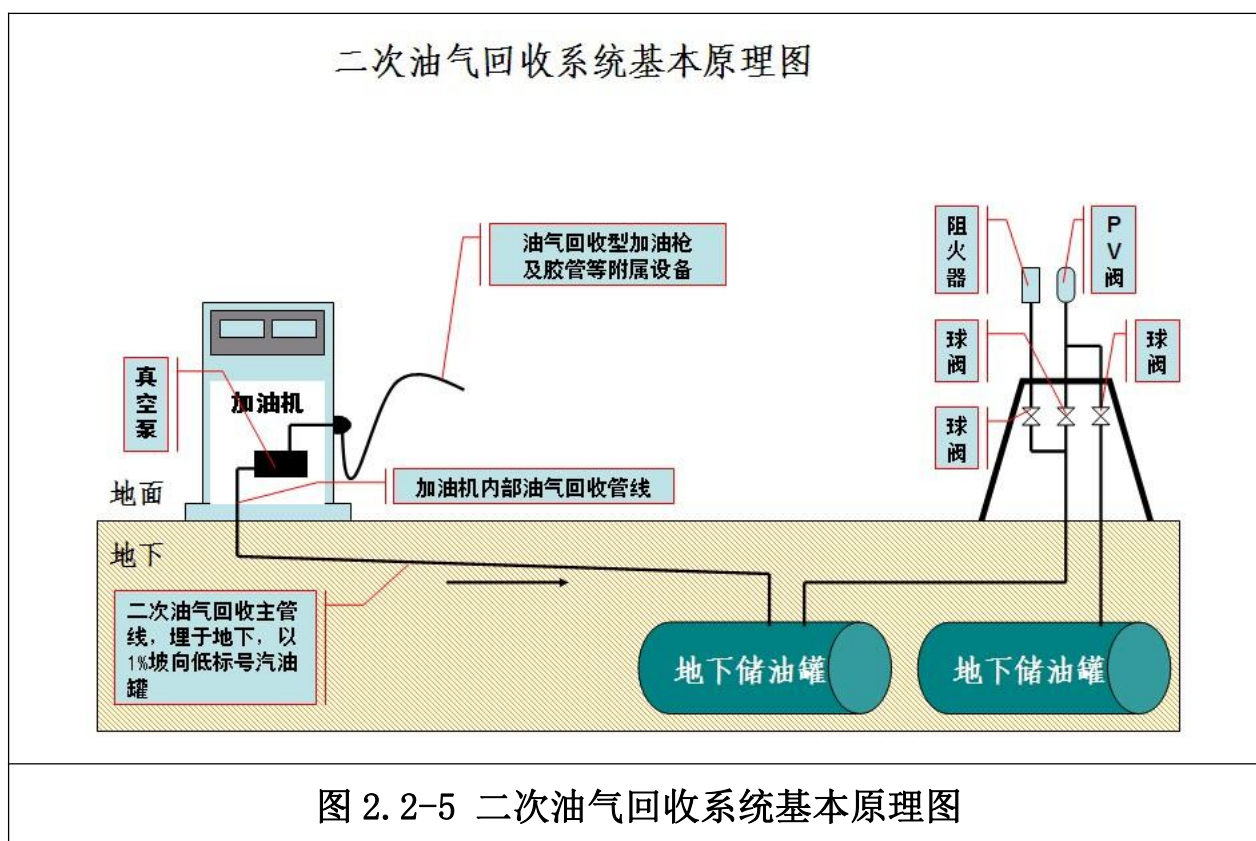 二次油气回收系统基本原理图
油气回收型加油枪
及胶管等附属设备
阻
火
器
P
V
阀
真
空
泵
加油机
球
阀
球
阀
球
阀
加油机内部油气回收管线
地面
地下
二次油气回收主管
线，埋于地下，以
1%坡向低标号汽油
罐
地下储油罐
地下储油罐
图 2.2-5 二次油气回收系统基本原理图